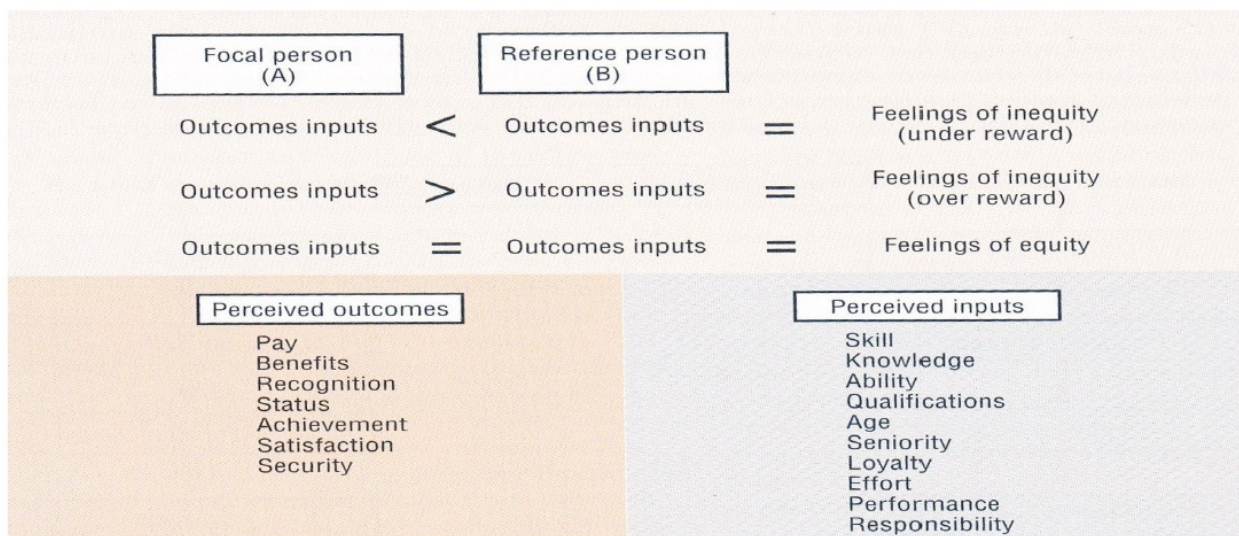 Focal person
(A)
Reference person
(B)
Outcomes inputs < Outcomes inputs = Feelings of inequity
(under reward)
Outcomes inputs > Outcomes inputs = Feelings of inequity
(over reward)
Outcomes inputs = Outcomes inputs = Feelings of equity
Perceived outcomes
Pay
Benefits
Recognition
Status
Achievement
Satisfaction
Security
Perceived inputs
Skill
Knowledge
Ability
Qualifications
Age
Seniority
Loyalty
Effort
Performance
Responsibility